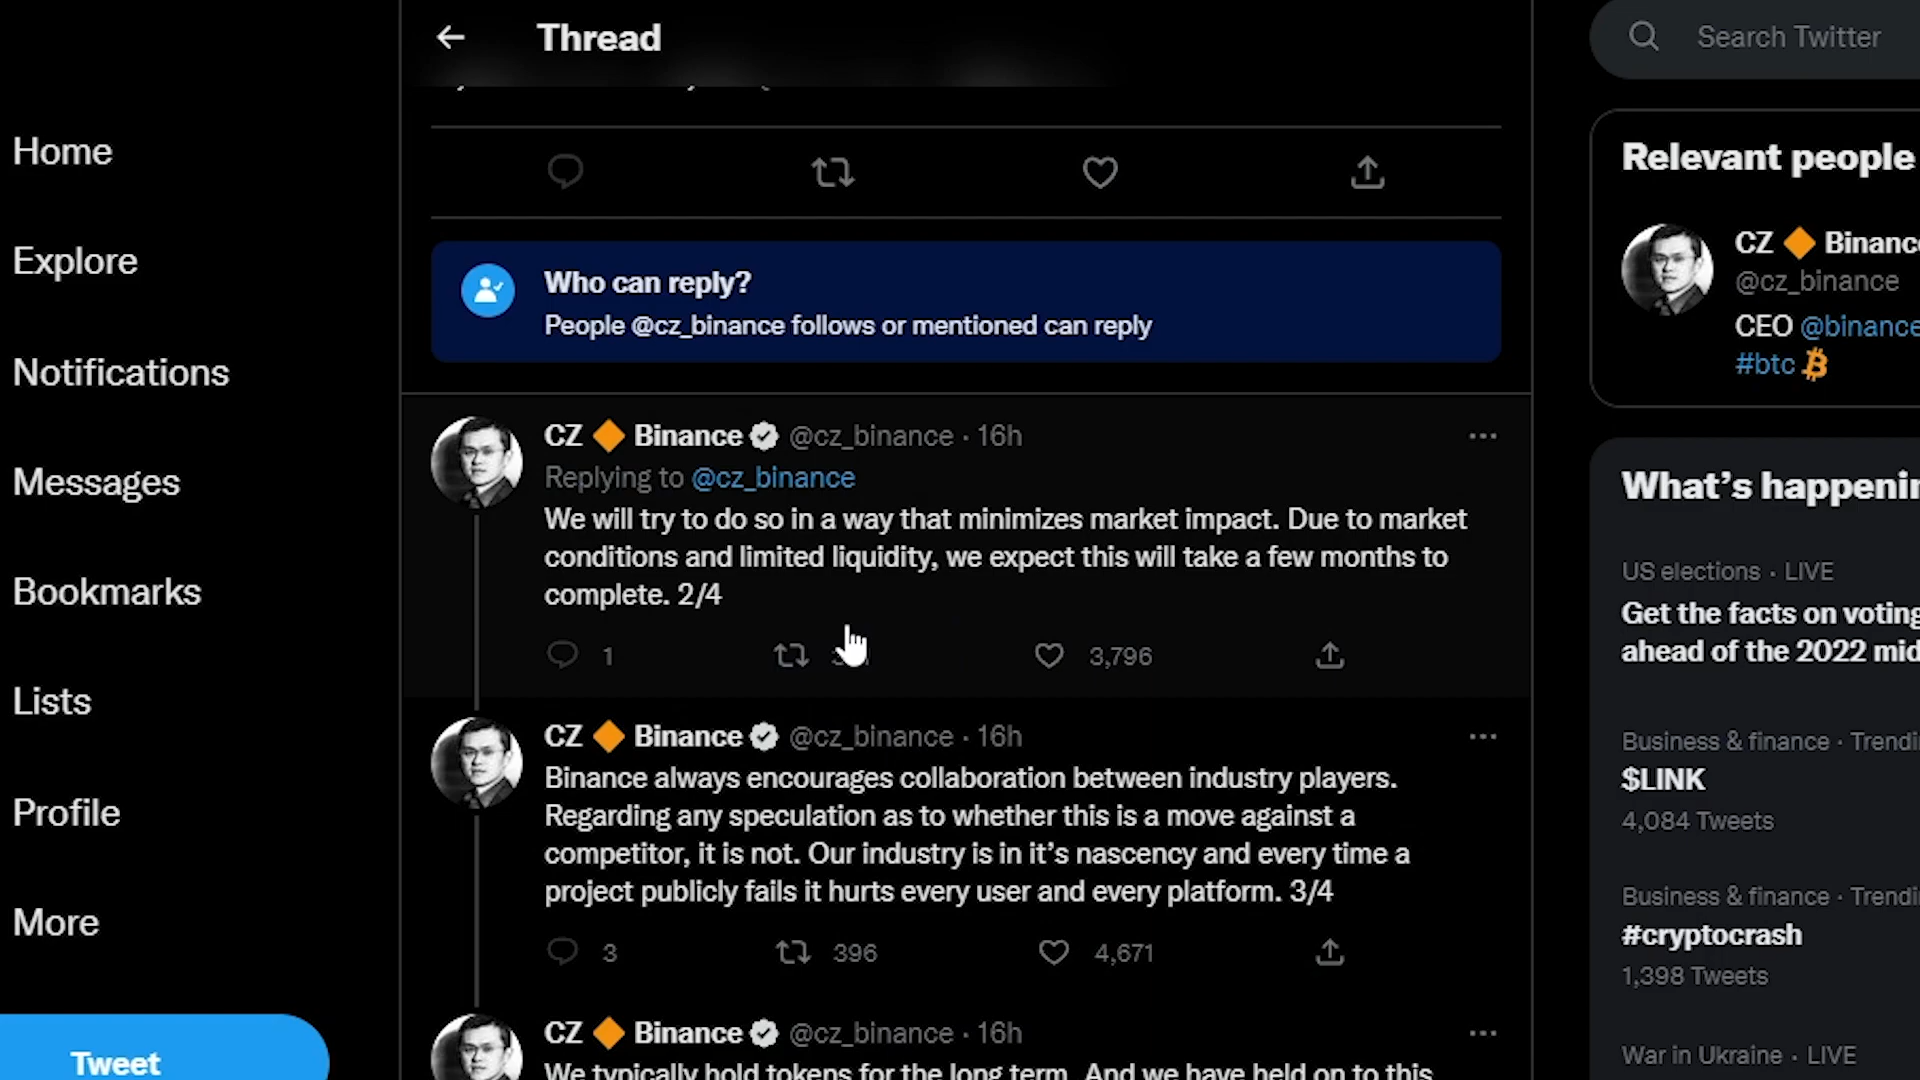 Thread
Search Twitter
Home
Explore
Notifications
Messages
Bookmarks
Lists
Profile
More
Tweet
Who can reply?
People @cz_binance follows or mentioned can reply
CZ 🔶 Binance @cz_binance · 16h
Replying to @cz_binance
We will try to do so in a way that minimizes market impact. Due to market
conditions and limited liquidity, we expect this will take a few months to
complete. 2/4
1
3,796
CZ 🔶 Binance @cz_binance · 16h
Binance always encourages collaboration between industry players.
Regarding any speculation as to whether this is a move against a
competitor, it is not. Our industry is in it's nascency and every time a
project publicly fails it hurts every user and every platform. 3/4
3 396 4,671
CZ 🔶 Binance @cz_binance · 16h
We typically hold tokens for the long term. And we have held on to this
Relevant people
CZ 🔶 Binance
@cz_binance
CEO @binance
#btc
What's happenin
US elections · LIVE
Get the facts on voting
ahead of the 2022 mid
Business & finance · Trendi
$LINK
4,084 Tweets
Business & finance · Trendi
#cryptocrash
1,398 Tweets
War in Ukraine · LIVE